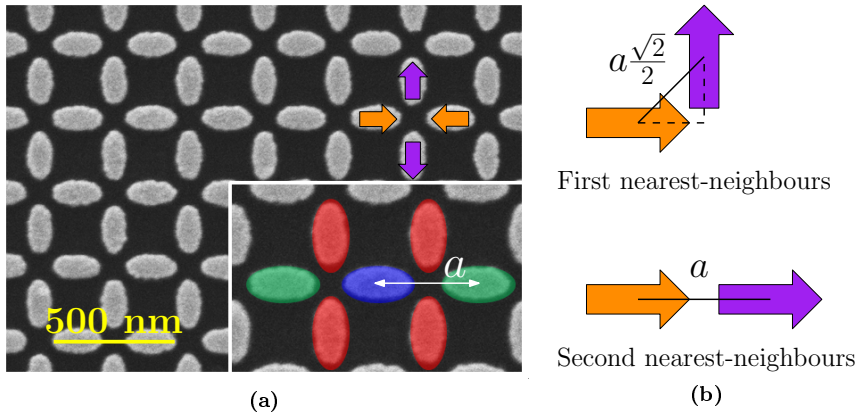 500 nm
a
(a)
a√2/2
First nearest-neighbours
a
Second nearest-neighbours
(b)